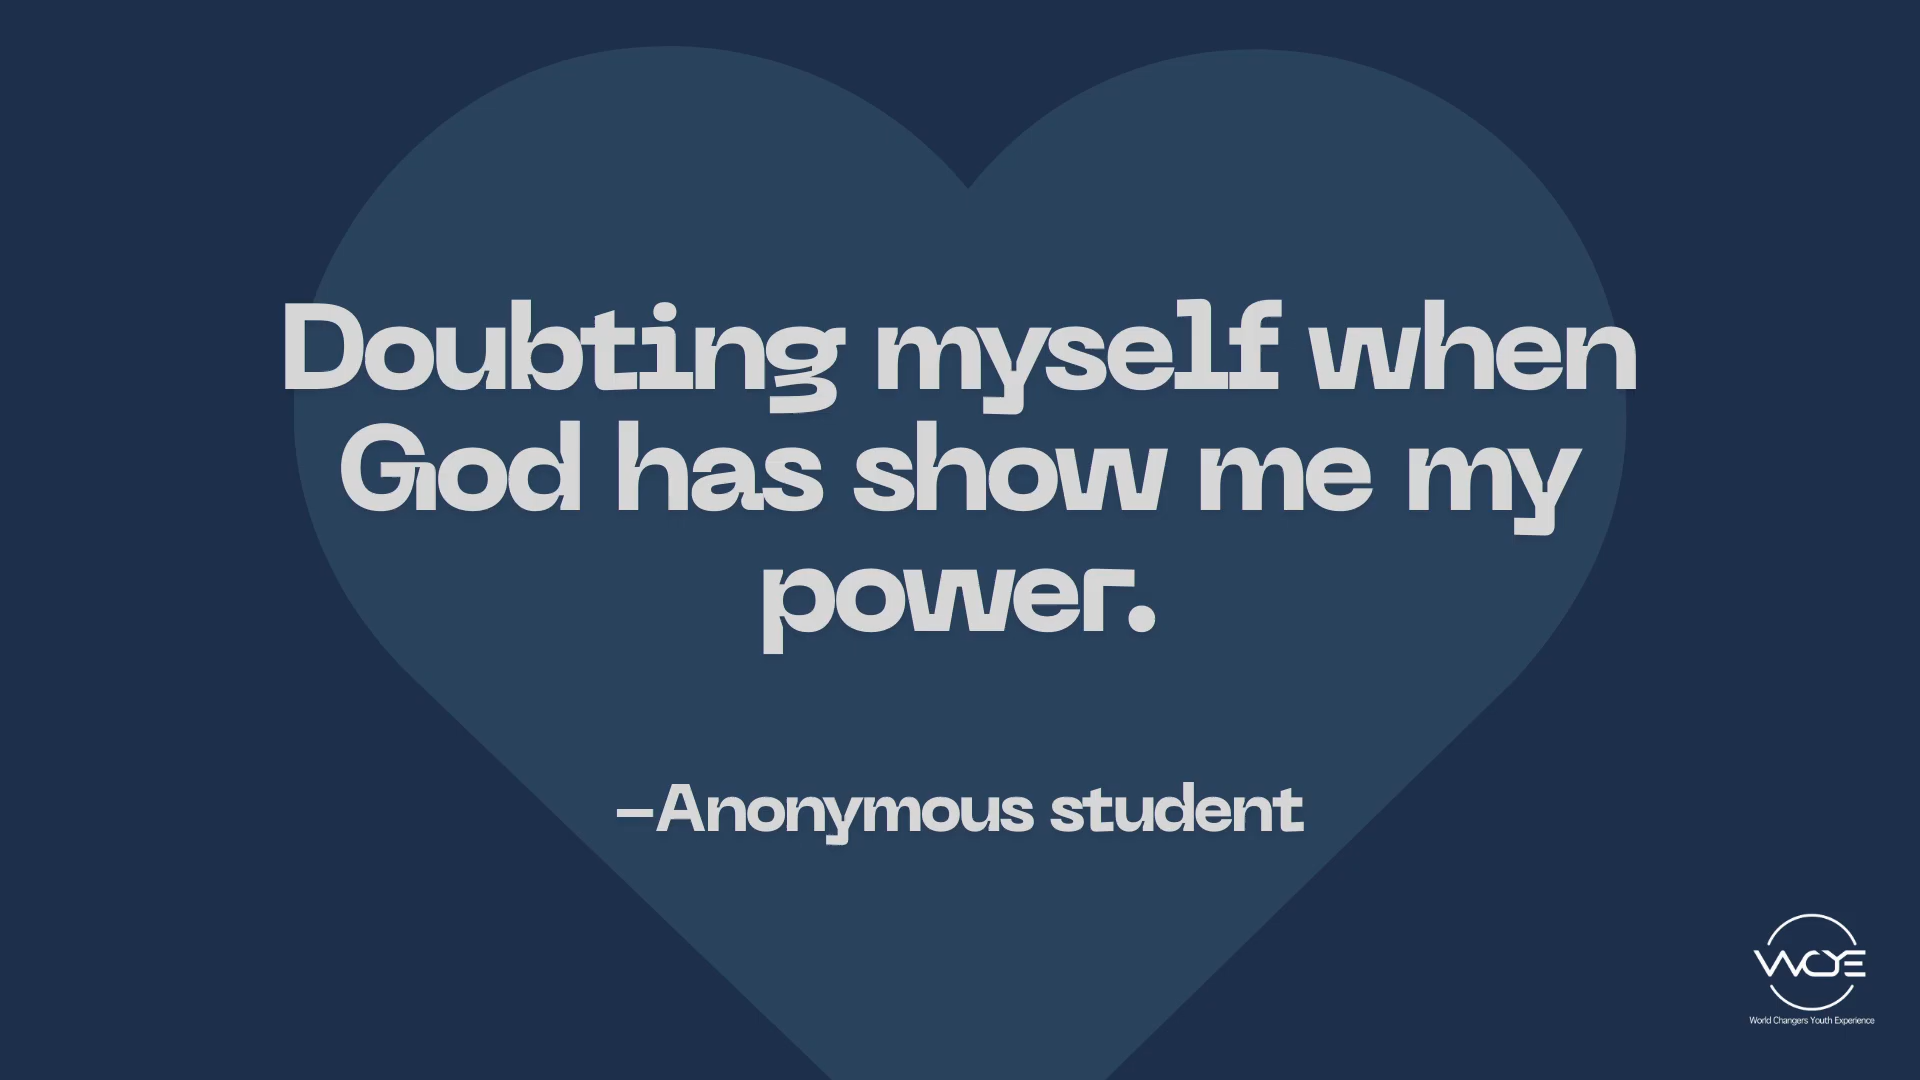 Doubting myself when
God has show me my
power.
–Anonymous student
WCYE
World Changers Youth Experience